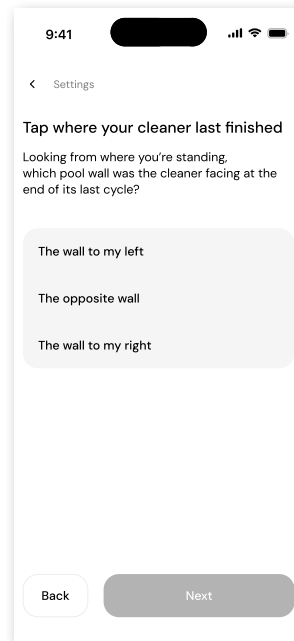 9:41
Settings
Tap where your cleaner last finished
Looking from where you’re standing,
which pool wall was the cleaner facing at the
end of its last cycle?
The wall to my left
The opposite wall
The wall to my right
Back
Next